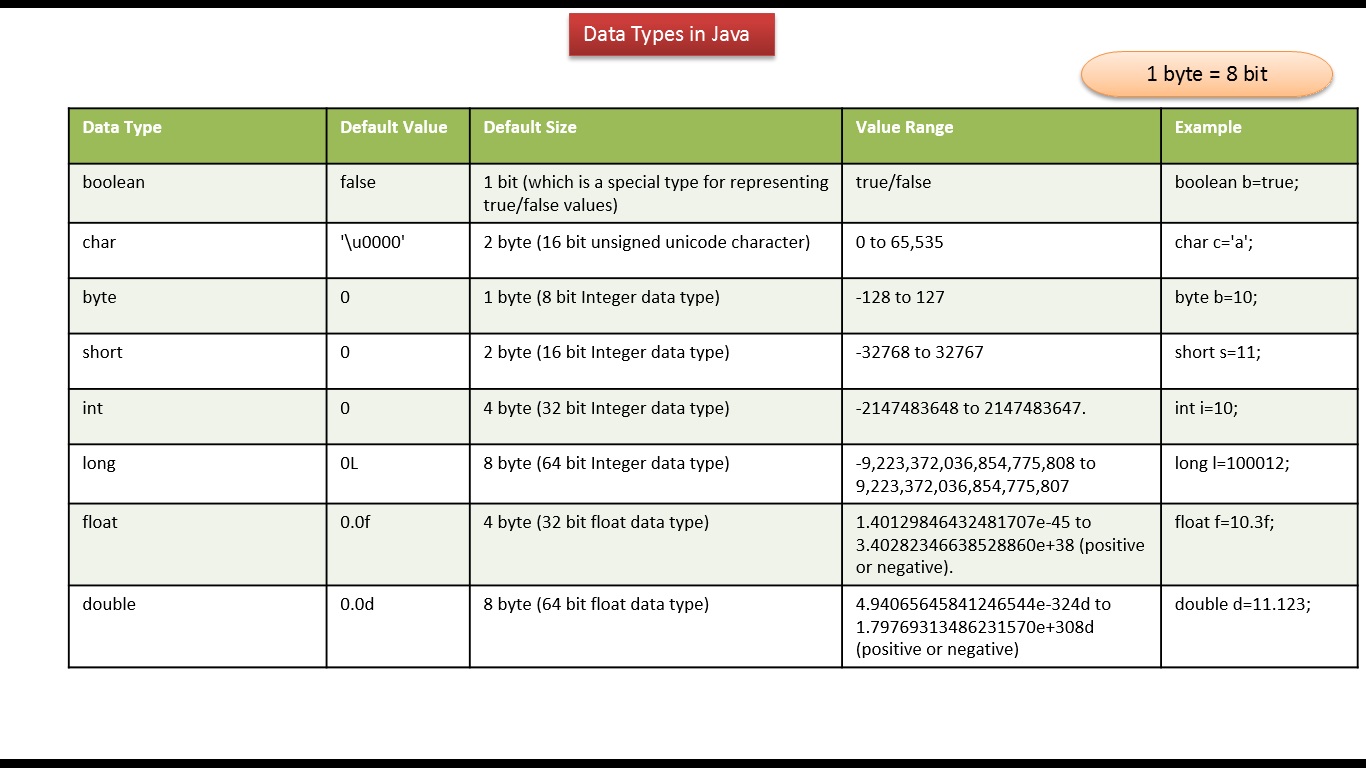 Data Types in Java
1 byte = 8 bit
Data Type Default Value Default Size Value Range Example
boolean false 1 bit (which is a special type for representing true/false boolean b=true;
true/false values)
char '\u0000' 2 byte (16 bit unsigned unicode character) 0 to 65,535 char c='a';
byte 0 1 byte (8 bit Integer data type) -128 to 127 byte b=10;
short 0 2 byte (16 bit Integer data type) -32768 to 32767 short s=11;
int 0 4 byte (32 bit Integer data type) -2147483648 to 2147483647. int i=10;
long 0L 8 byte (64 bit Integer data type) -9,223,372,036,854,775,808 to long l=100012;
9,223,372,036,854,775,807
float 0.0f 4 byte (32 bit float data type) 1.40129846432481707e-45 to float f=10.3f;
3.40282346638528860e+38 (positive
or negative).
double 0.0d 8 byte (64 bit float data type) 4.94065645841246544e-324d to double d=11.123;
1.79769313486231570e+308d
(positive or negative)